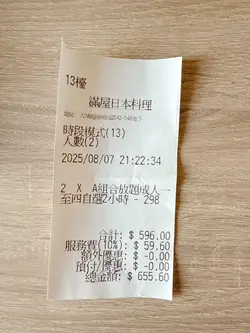 13檯
滿屋日本料理
地址:
時段模式(13)
人數(2)
2025/08/07 21:22:34
2 X A組合放題成人一
至四自選2小時 - 298
合計: $ 596.00
服務費(10%): $ 59.60
額外優惠: $ -0.00
預付/優惠: $ -0.00
總金額: $ 655.60